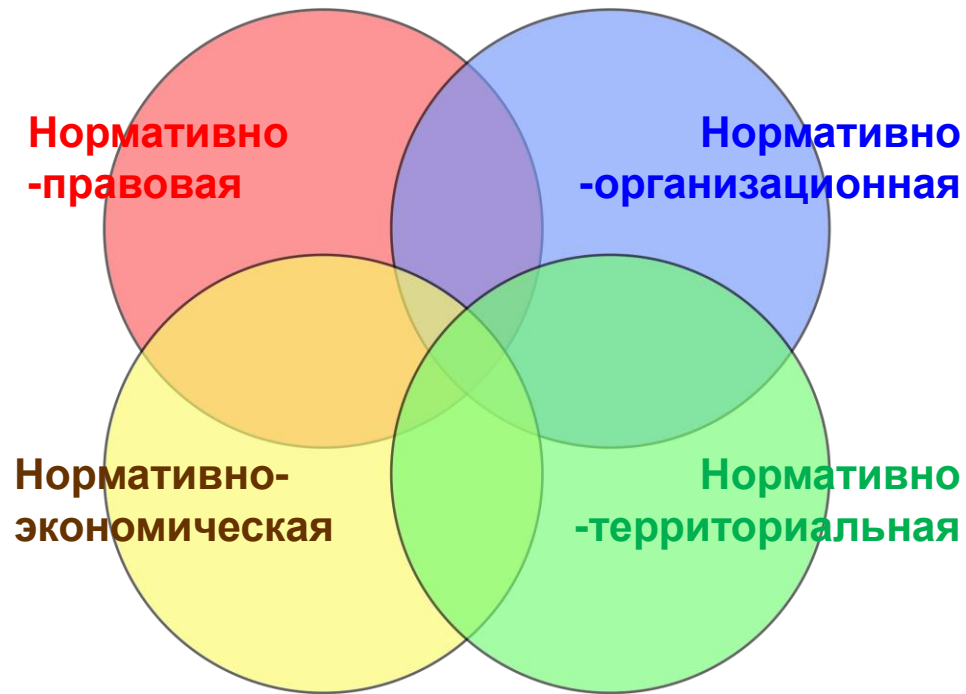 Нормативно
-правовая
Нормативно
-организационная
Нормативно-
экономическая
Нормативно
-территориальная